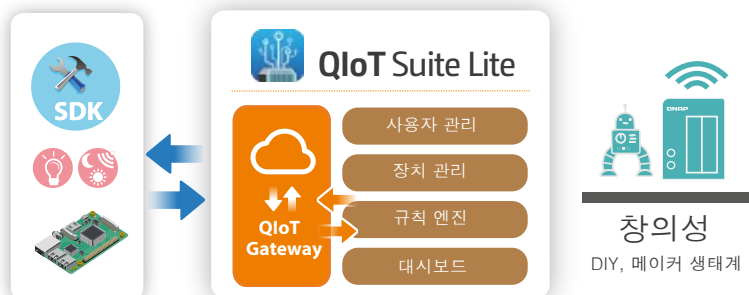 SDK
QIoT Suite Lite
QIoT
Gateway
사용자 관리
장치 관리
규칙 엔진
대시보드
QNAP
창의성
DIY, 메이커 생태계